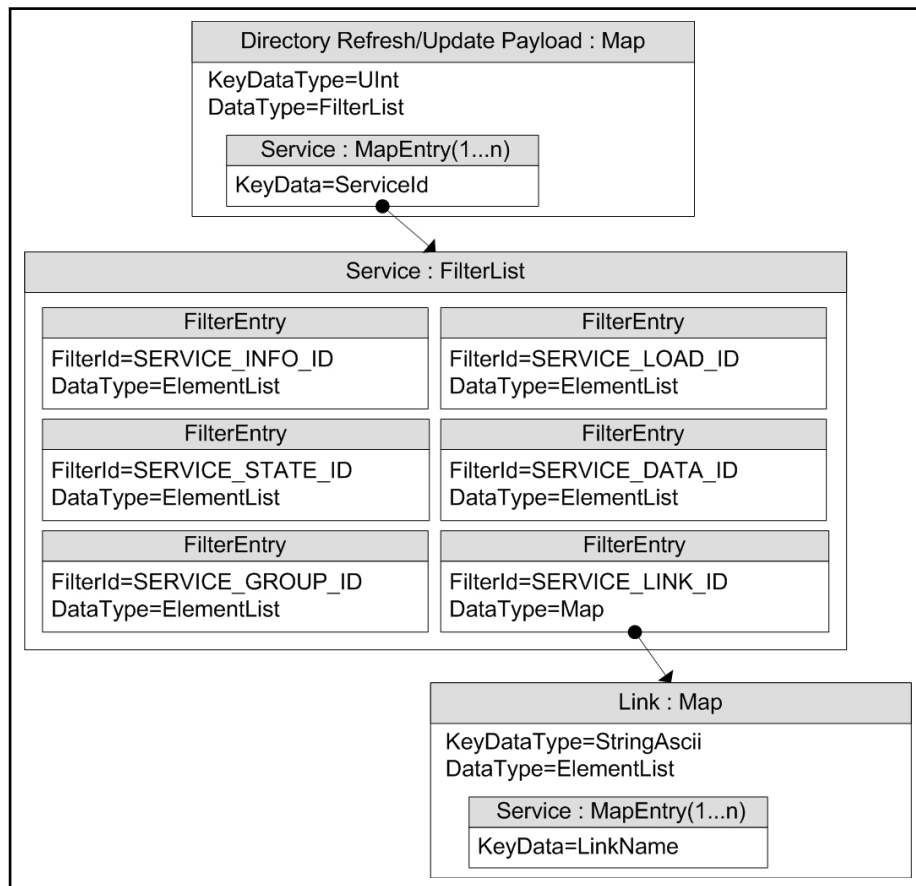 Directory Refresh/Update Payload : Map
KeyDataType=UInt
DataType=FilterList
Service : MapEntry(1...n)
KeyData=ServiceId
Service : FilterList
FilterEntry
FilterId=SERVICE_INFO_ID
DataType=ElementList
FilterEntry
FilterId=SERVICE_LOAD_ID
DataType=ElementList
FilterEntry
FilterId=SERVICE_STATE_ID
DataType=ElementList
FilterEntry
FilterId=SERVICE_DATA_ID
DataType=ElementList
FilterEntry
FilterId=SERVICE_GROUP_ID
DataType=ElementList
FilterEntry
FilterId=SERVICE_LINK_ID
DataType=Map
Link : Map
KeyDataType=StringAscii
DataType=ElementList
Service : MapEntry(1...n)
KeyData=LinkName